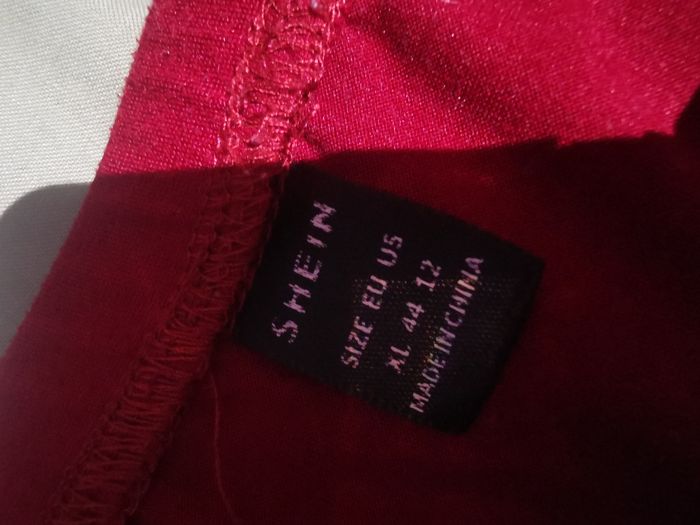 SHEIN
SIZE EU US
XL 44 12
MADE IN CHINA